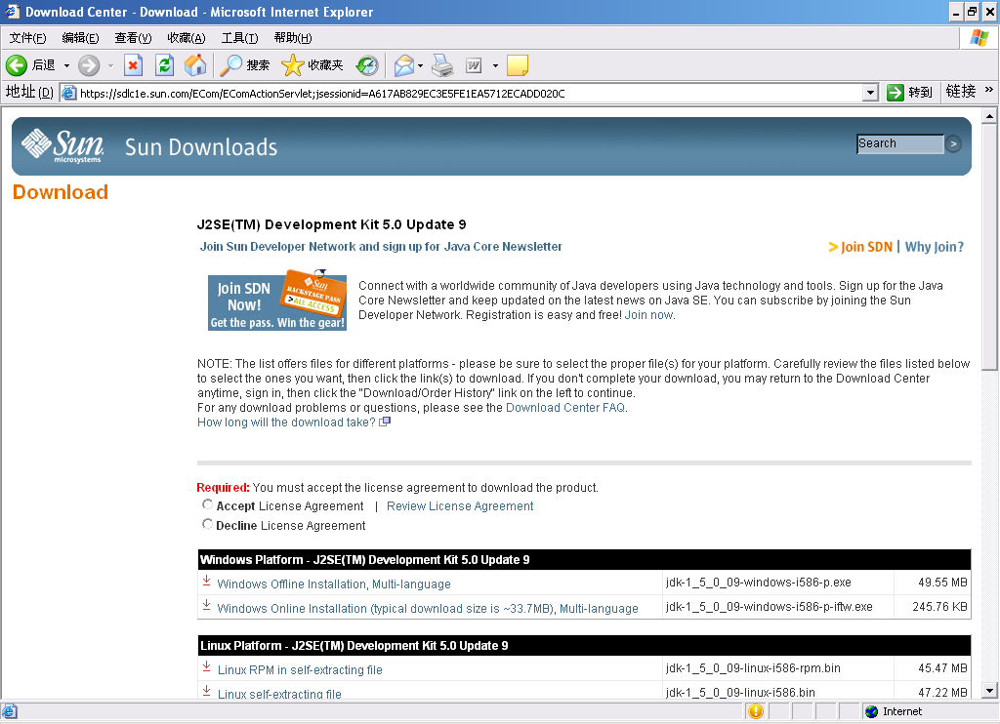 Download Center - Download - Microsoft Internet Explorer
文件(F) 编辑(E) 查看(V) 收藏(A) 工具(T) 帮助(H)
后退 搜索 收藏夹
地址(D) https://sdlc1e.sun.com/ECom/EComActionServlet;jsessionid=A617AB829EC3E5FE1EA5712ECADD020C 转到 链接 »
Sun microsystems Sun Downloads Search >
Download
J2SE(TM) Development Kit 5.0 Update 9
Join Sun Developer Network and sign up for Java Core Newsletter
> Join SDN | Why Join?
Join SDN
Now!
Sun
BACKSTAGE PASS
>ALL ACCESS
Get the pass. Win the gear!
Connect with a worldwide community of Java developers using Java technology and tools. Sign up for the Java
Core Newsletter and keep updated on the latest news on Java SE. You can subscribe by joining the Sun
Developer Network. Registration is easy and free! Join now.
NOTE: The list offers files for different platforms - please be sure to select the proper file(s) for your platform. Carefully review the files listed below
to select the ones you want, then click the link(s) to download. If you don't complete your download, you may return to the Download Center
anytime, sign in, then click the "Download/Order History" link on the left to continue.
For any download problems or questions, please see the Download Center FAQ.
How long will the download take?
Required: You must accept the license agreement to download the product.
Accept License Agreement | Review License Agreement
Decline License Agreement
Windows Platform - J2SE(TM) Development Kit 5.0 Update 9
Windows Offline Installation, Multi-language jdk-1_5_0_09-windows-i586-p.exe 49.55 MB
Windows Online Installation (typical download size is ~33.7MB), Multi-language jdk-1_5_0_09-windows-i586-p-iftw.exe 245.76 KB
Linux Platform - J2SE(TM) Development Kit 5.0 Update 9
Linux RPM in self-extracting file jdk-1_5_0_09-linux-i586-rpm.bin 45.47 MB
Linux self-extracting file jdk-1_5_0_09-linux-i586.bin 47.22 MB
Internet